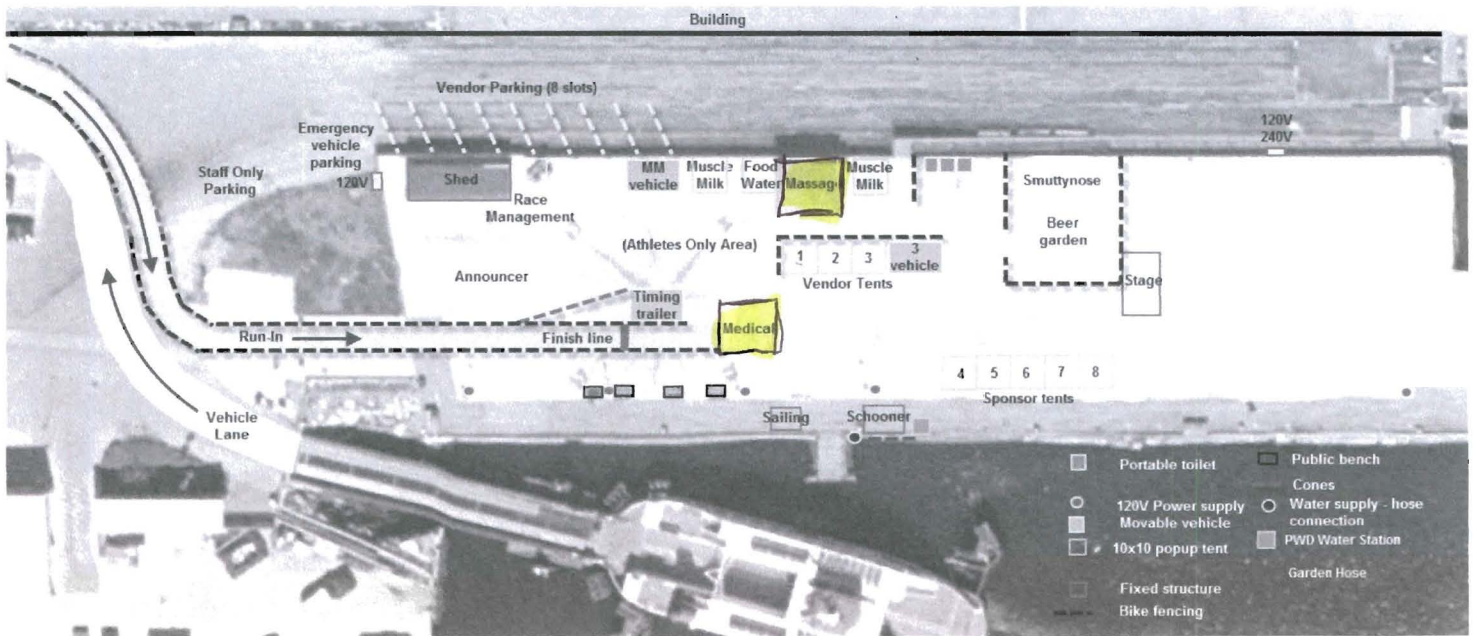 Building
Vendor Parking (8 slots)
Emergency
vehicle
parking
120V
Staff Only
Parking
Shed
Race
Management
MM
vehicle
Muscle
Milk
Food
Water
Massag
Muscle
Milk
120V
240V
Smuttynose
Beer
garden
Stage
(Athletes Only Area)
1
2
3
3
vehicle
Vendor Tents
Announcer
Timing
trailer
Medical
Run-In
Finish line
4
5
6
7
8
Sponsor tents
Vehicle
Lane
Sailing
Schooner
Portable toilet
120V Power supply
Movable vehicle
10x10 popup tent
Fixed structure
Bike fencing
Public bench
Cones
Water supply - hose
connection
PWD Water Station
Garden Hose